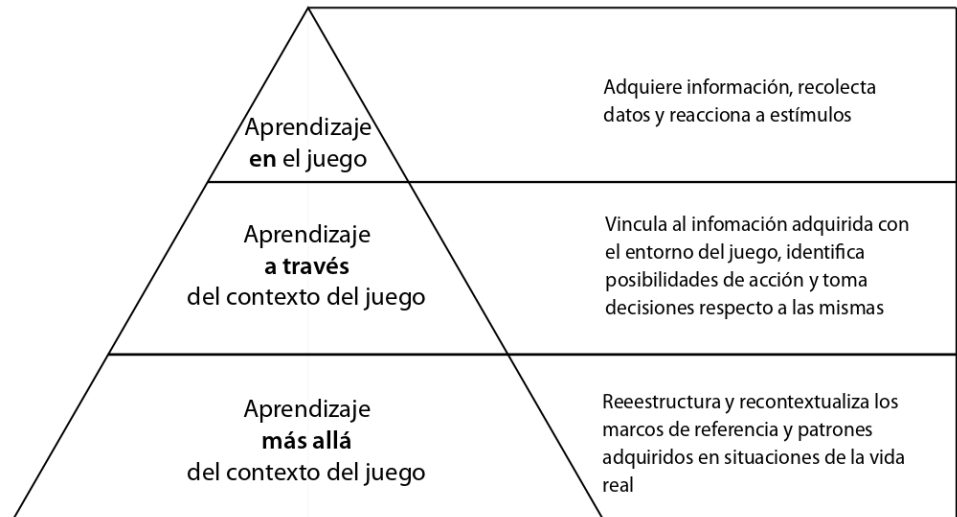 Aprendizaje
en el juego
Adquiere información, recolecta
datos y reacciona a estímulos
Aprendizaje
a través
del contexto del juego
Vincula al infomación adquirida con
el entorno del juego, identifica
posibilidades de acción y toma
decisiones respecto a las mismas
Aprendizaje
más allá
del contexto del juego
Reeestructura y recontextualiza los
marcos de referencia y patrones
adquiridos en situaciones de la vida
real